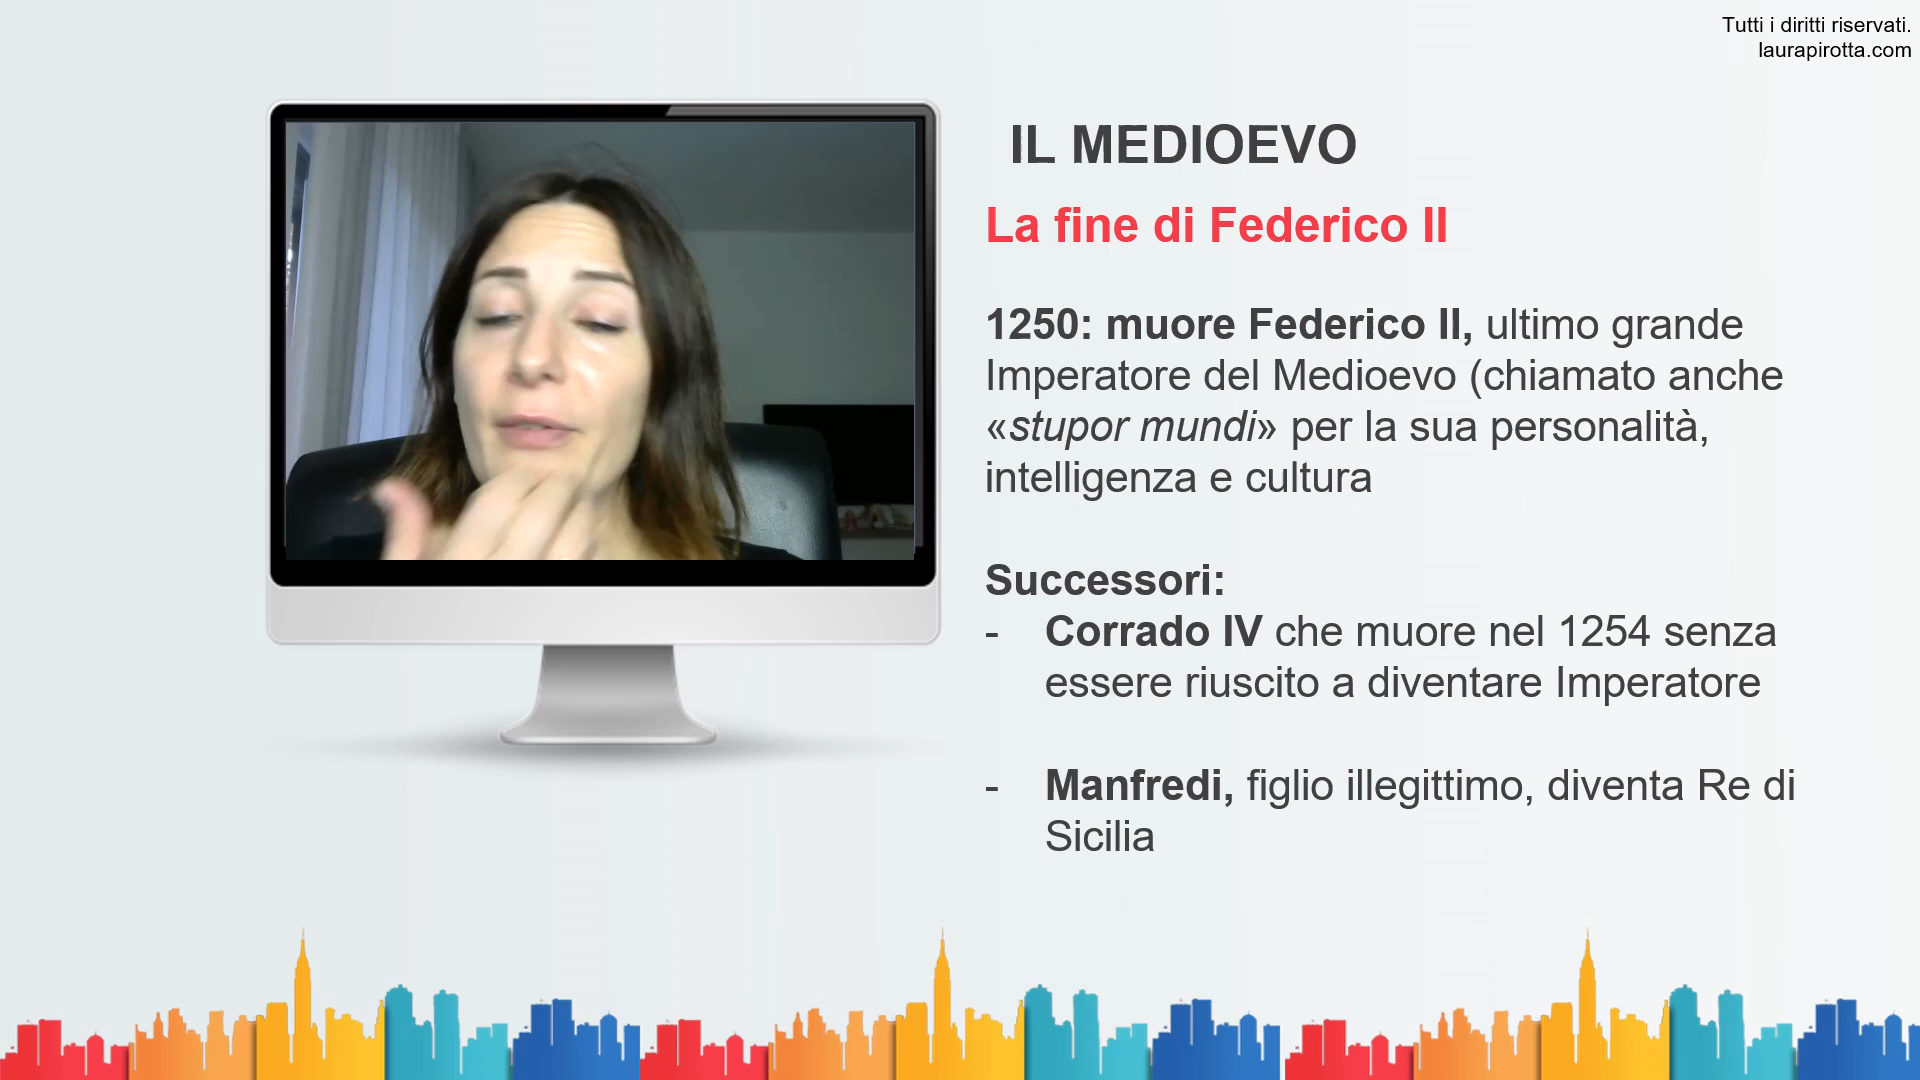 Tutti i diritti riservati.
laurapirotta.com
IL MEDIOEVO
La fine di Federico II
1250: muore Federico II, ultimo grande
Imperatore del Medioevo (chiamato anche
«stupor mundi» per la sua personalità,
intelligenza e cultura
Successori:
- Corrado IV che muore nel 1254 senza
essere riuscito a diventare Imperatore
- Manfredi, figlio illegittimo, diventa Re di
Sicilia